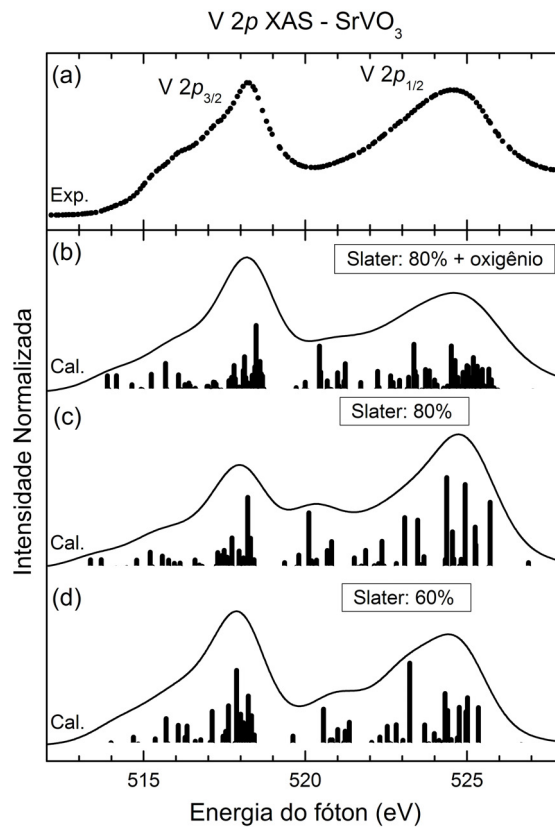 V 2p XAS - SrVO₃
(a)
V 2p₃/₂
V 2p₁/₂
Exp.
(b)
Slater: 80% + oxigênio
Cal.
(c)
Slater: 80%
Cal.
(d)
Slater: 60%
Cal.
515
520
525
Energia do fóton (eV)
Intensidade Normalizada